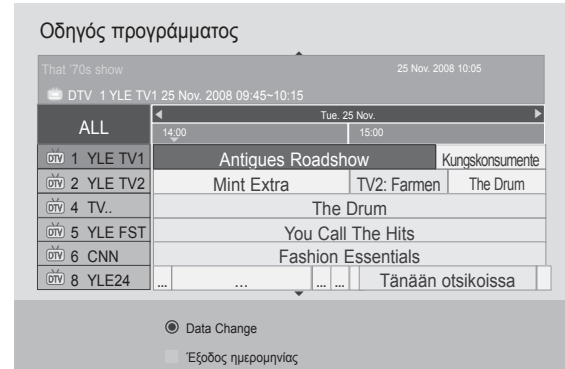 Οδηγός προγράμματος
That '70s show 25 Nov. 2008 10:05
DTV 1 YLE TV1 25 Nov. 2008 09:45~10:15
ALL
Tue. 25 Nov.
14:00 15:00
DTV 1 YLE TV1 Antigues Roadshow Kungskonsumente
DTV 2 YLE TV2 Mint Extra TV2: Farmen The Drum
DTV 4 TV.. The Drum
DTV 5 YLE FST You Call The Hits
DTV 6 CNN Fashion Essentials
DTV 8 YLE24 ... ... ... ... Tänään otsikoissa
Data Change
Έξοδος ημερομηνίας